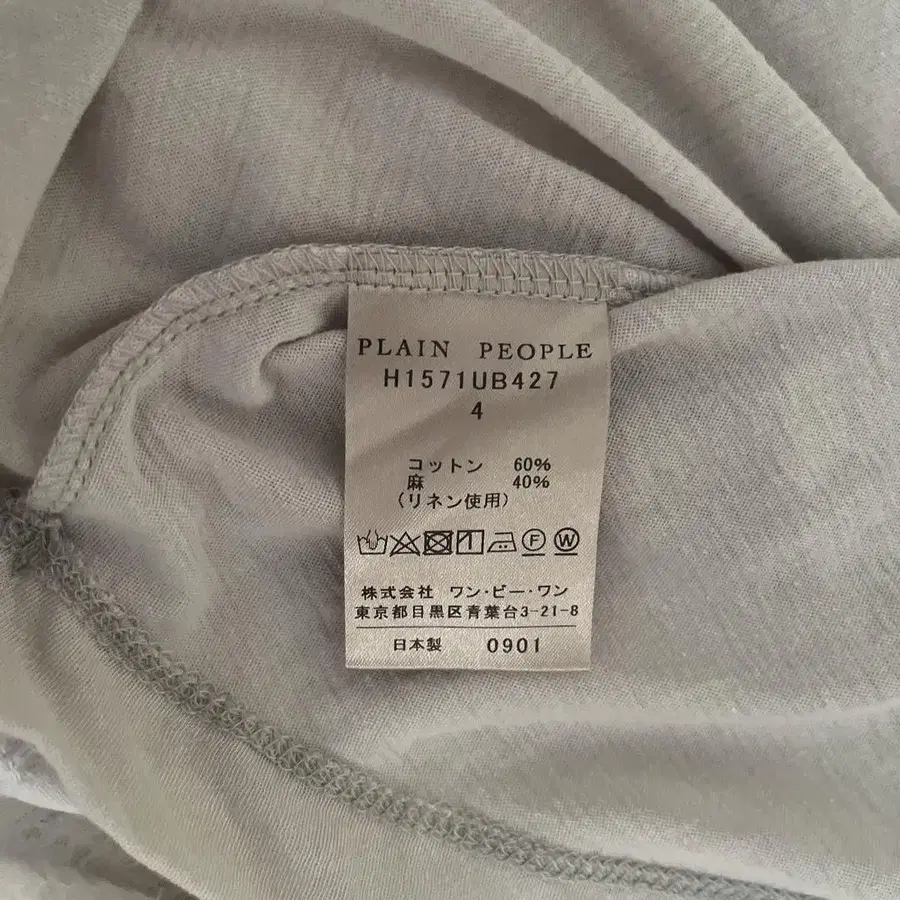 PLAIN PEOPLE
H1571UB427
4
コットン 60%
麻 40%
(リネン使用)
F W
株式会社 ワン・ビー・ワン
東京都目黒区青葉台3-21-8
日本製 0901